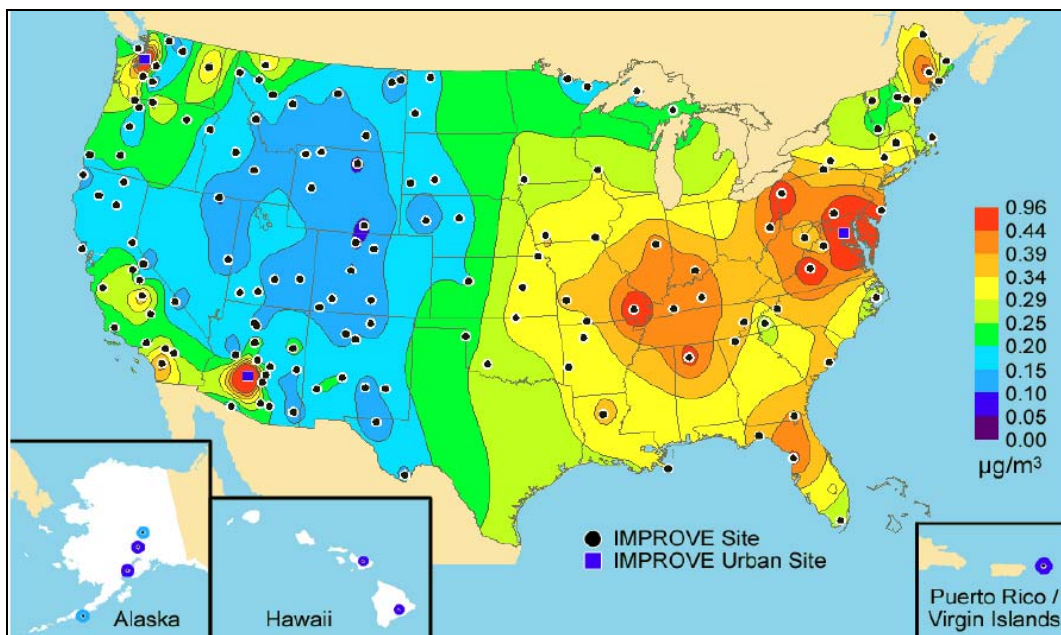 0.96
0.44
0.39
0.34
0.29
0.25
0.20
0.15
0.10
0.05
0.00
µg/m³
IMPROVE Site
IMPROVE Urban Site
Alaska
Hawaii
Puerto Rico /
Virgin Islands